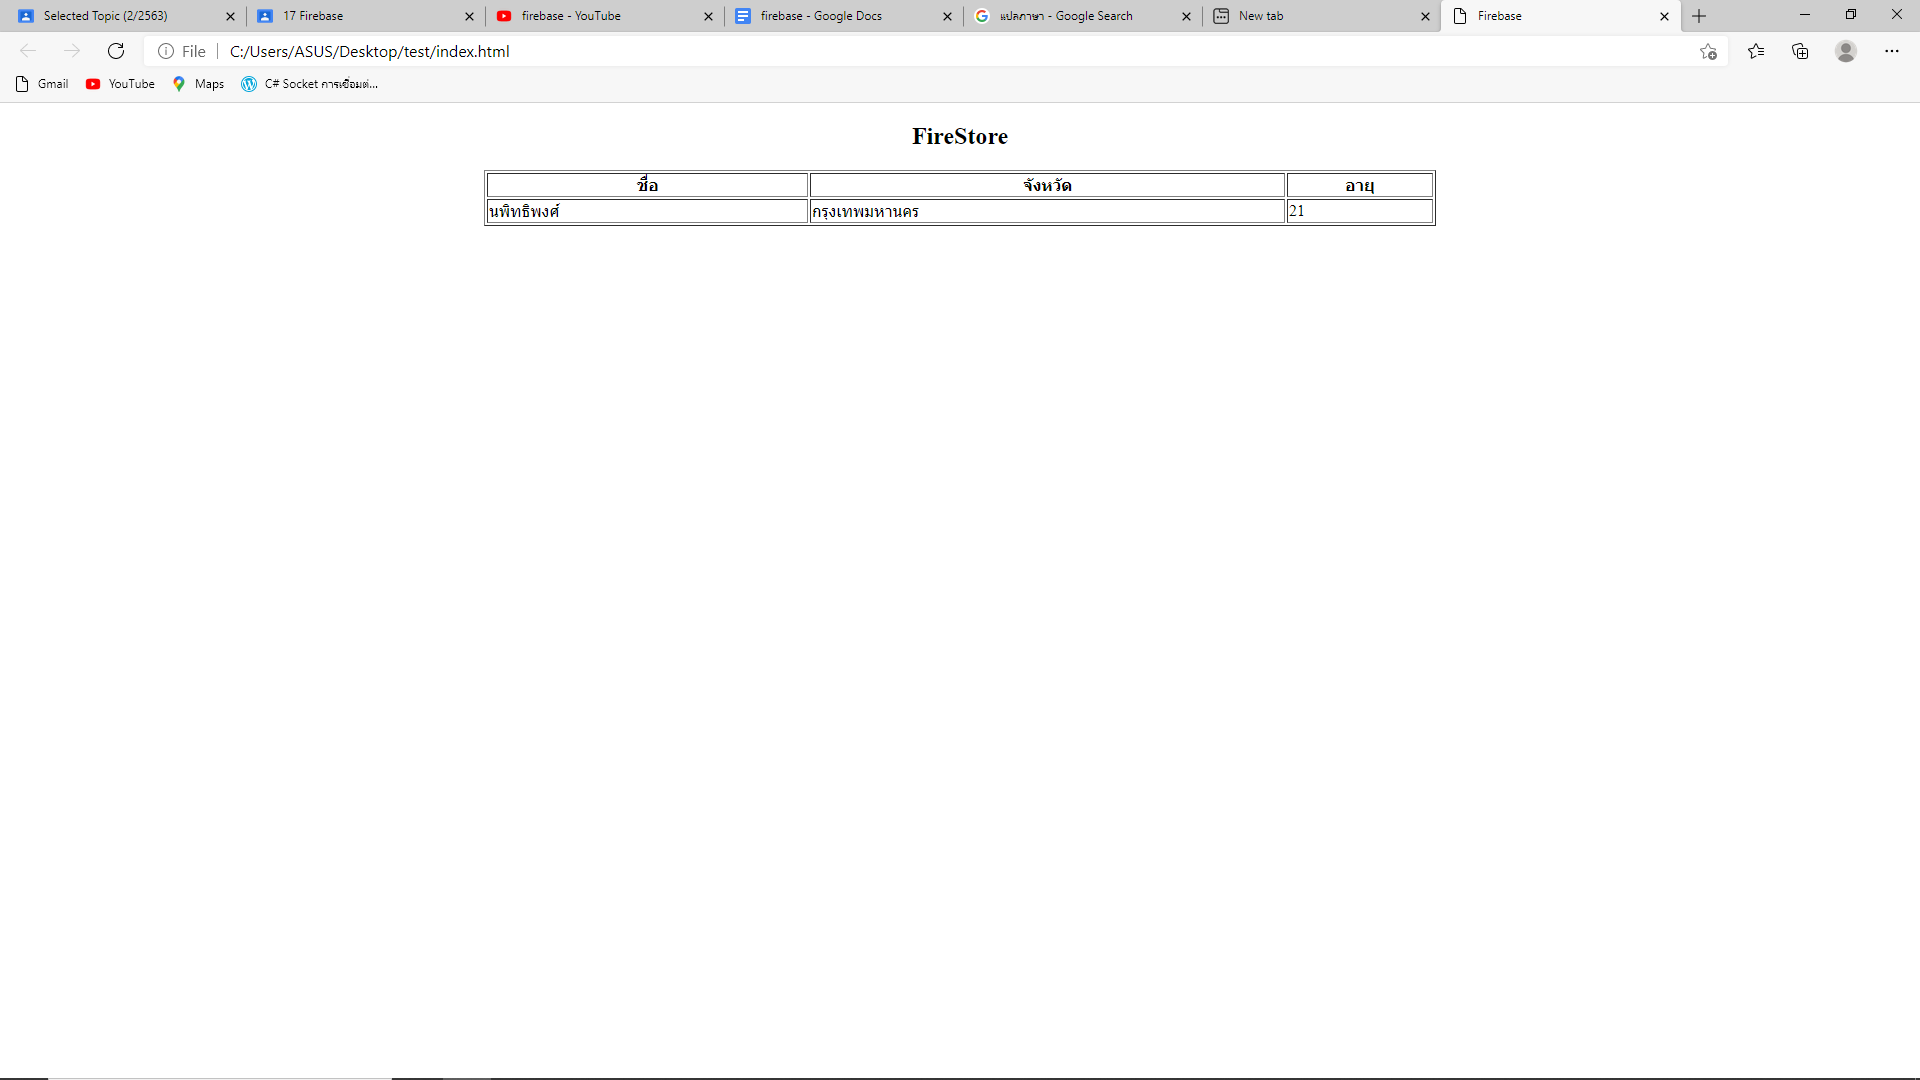 Selected Topic (2/2563)
17 Firebase
firebase - YouTube
firebase - Google Docs
แปลภาษา - Google Search
New tab
Firebase
File
C:/Users/ASUS/Desktop/test/index.html
Gmail
YouTube
Maps
C# Socket การเชื่อมต่...
FireStore
ชื่อ จังหวัด อายุ
นพิทธิพงศ์ กรุงเทพมหานคร 21